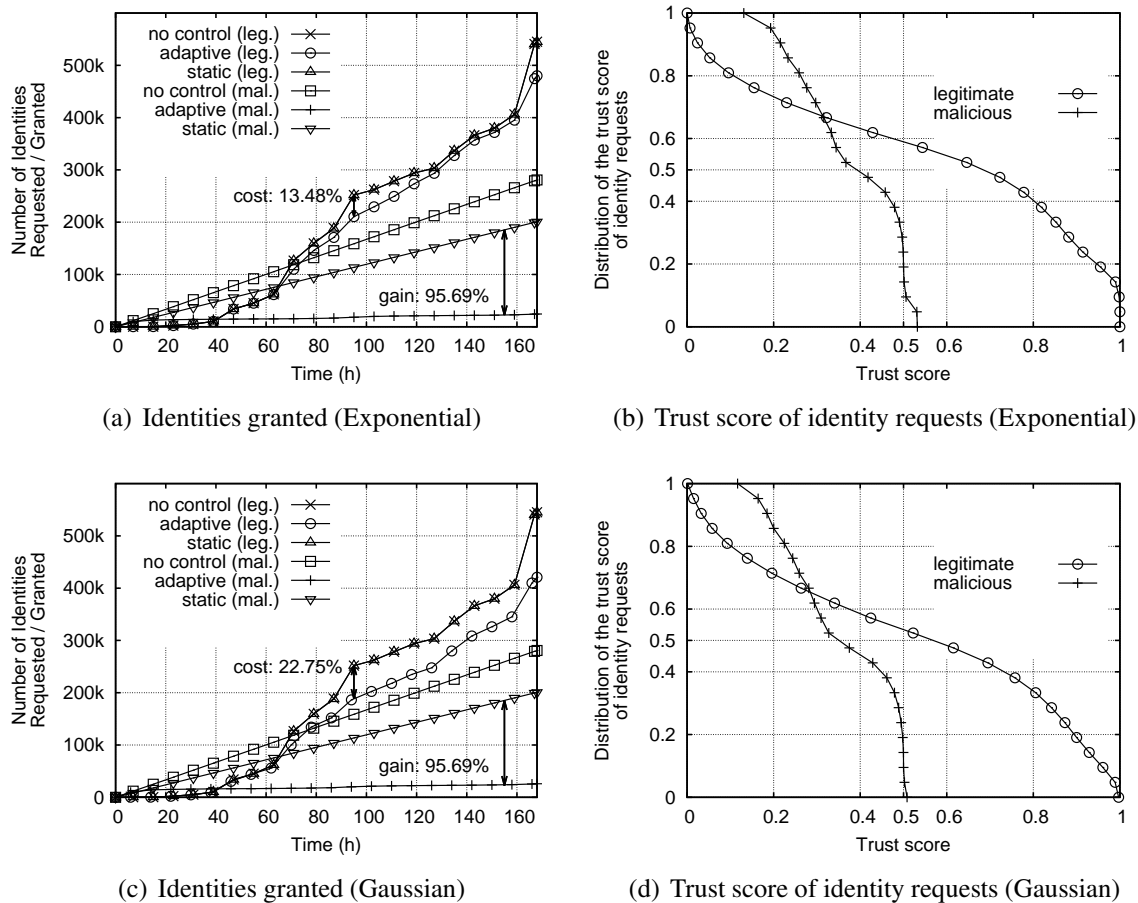 Number of Identities
Requested / Granted
500k
400k
300k
200k
100k
0
no control (leg.)
adaptive (leg.)
static (leg.)
no control (mal.)
adaptive (mal.)
static (mal.)
cost: 13.48%
gain: 95.69%
0 20 40 60 80 100 120 140 160
Time (h)
(a) Identities granted (Exponential)
Distribution of the trust score
of identity requests
1
0.8
0.6
0.5
0.4
0.2
0
legitimate
malicious
0 0.2 0.4 0.5 0.6 0.8 1
Trust score
(b) Trust score of identity requests (Exponential)
Number of Identities
Requested / Granted
500k
400k
300k
200k
100k
0
no control (leg.)
adaptive (leg.)
static (leg.)
no control (mal.)
adaptive (mal.)
static (mal.)
cost: 22.75%
gain: 95.69%
0 20 40 60 80 100 120 140 160
Time (h)
(c) Identities granted (Gaussian)
Distribution of the trust score
of identity requests
1
0.8
0.6
0.5
0.4
0.2
0
legitimate
malicious
0 0.2 0.4 0.5 0.6 0.8 1
Trust score
(d) Trust score of identity requests (Gaussian)